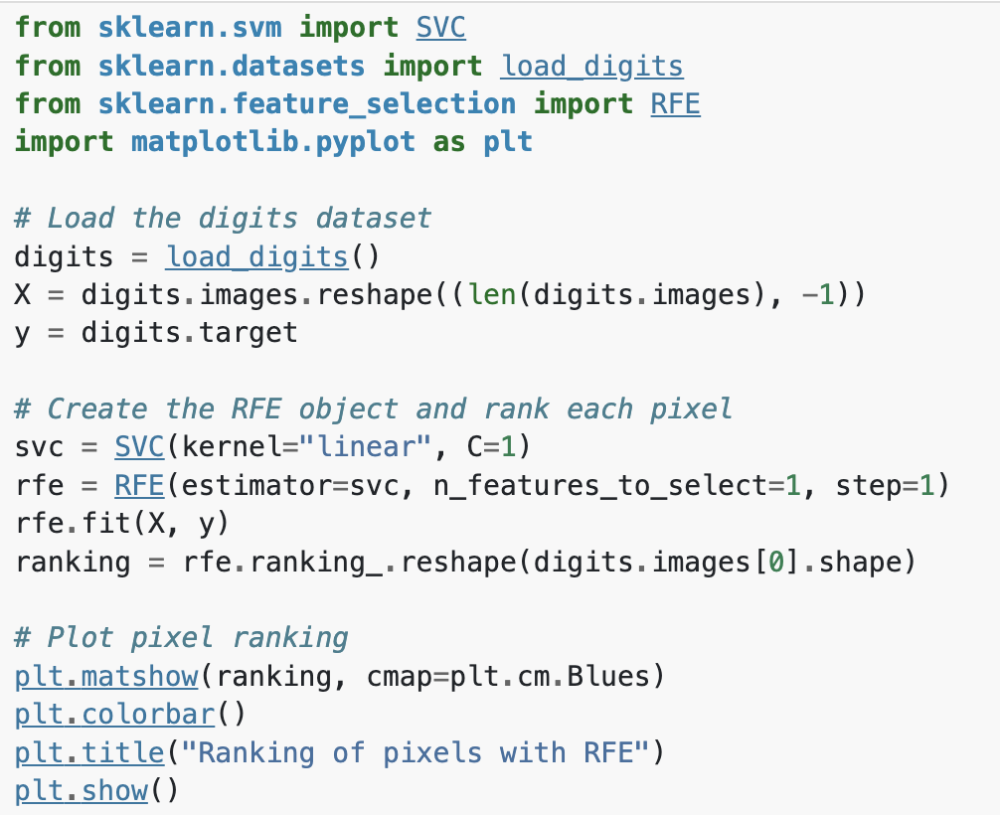 from sklearn.svm import SVC
from sklearn.datasets import load_digits
from sklearn.feature_selection import RFE
import matplotlib.pyplot as plt

# Load the digits dataset
digits = load_digits()
X = digits.images.reshape((len(digits.images), -1))
y = digits.target

# Create the RFE object and rank each pixel
svc = SVC(kernel="linear", C=1)
rfe = RFE(estimator=svc, n_features_to_select=1, step=1)
rfe.fit(X, y)
ranking = rfe.ranking_.reshape(digits.images[0].shape)

# Plot pixel ranking
plt.matshow(ranking, cmap=plt.cm.Blues)
plt.colorbar()
plt.title("Ranking of pixels with RFE")
plt.show()